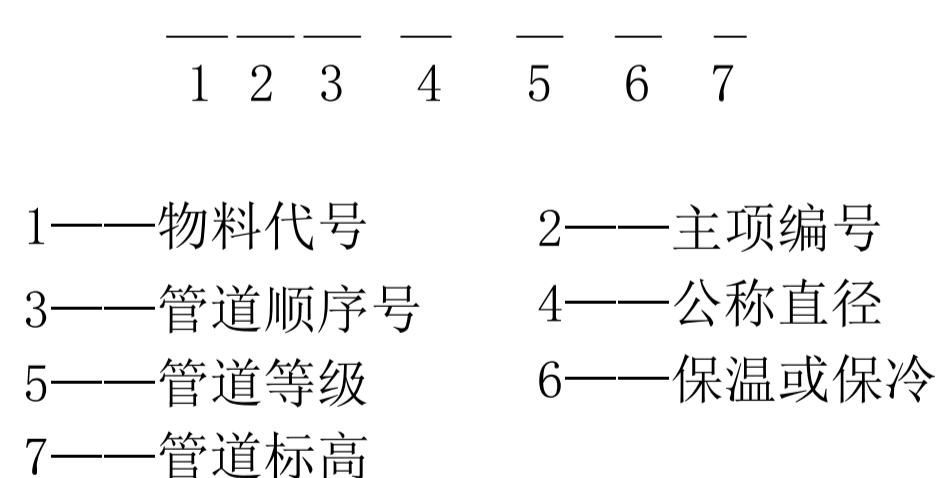 1 2 3 4 5 6 7
1——物料代号 2——主项编号
3——管道顺序号 4——公称直径
5——管道等级 6——保温或保冷
7——管道标高